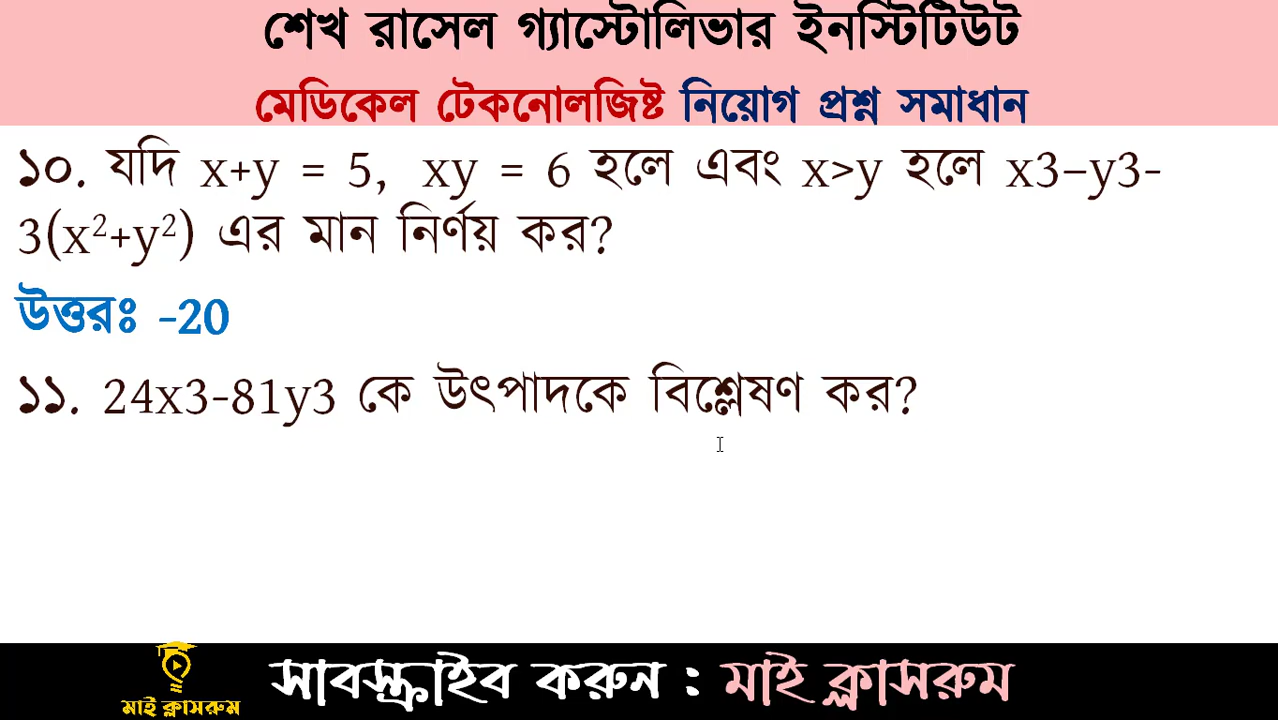 শেখ রাসেল গ্যাস্টোলিভার ইনস্টিটিউট
মেডিকেল টেকনোলজিষ্ট নিয়োগ প্রশ্ন সমাধান
১০. যদি x+y = 5, xy = 6 হলে এবং x>y হলে x3–y3-
3(x²+y²) এর মান নির্ণয় কর?
উত্তরঃ -20
১১. 24x3-81y3 কে উৎপাদকে বিশ্লেষণ কর?
মাই ক্লাসরুম
সাবস্ক্রাইব করুন : মাই ক্লাসরুম